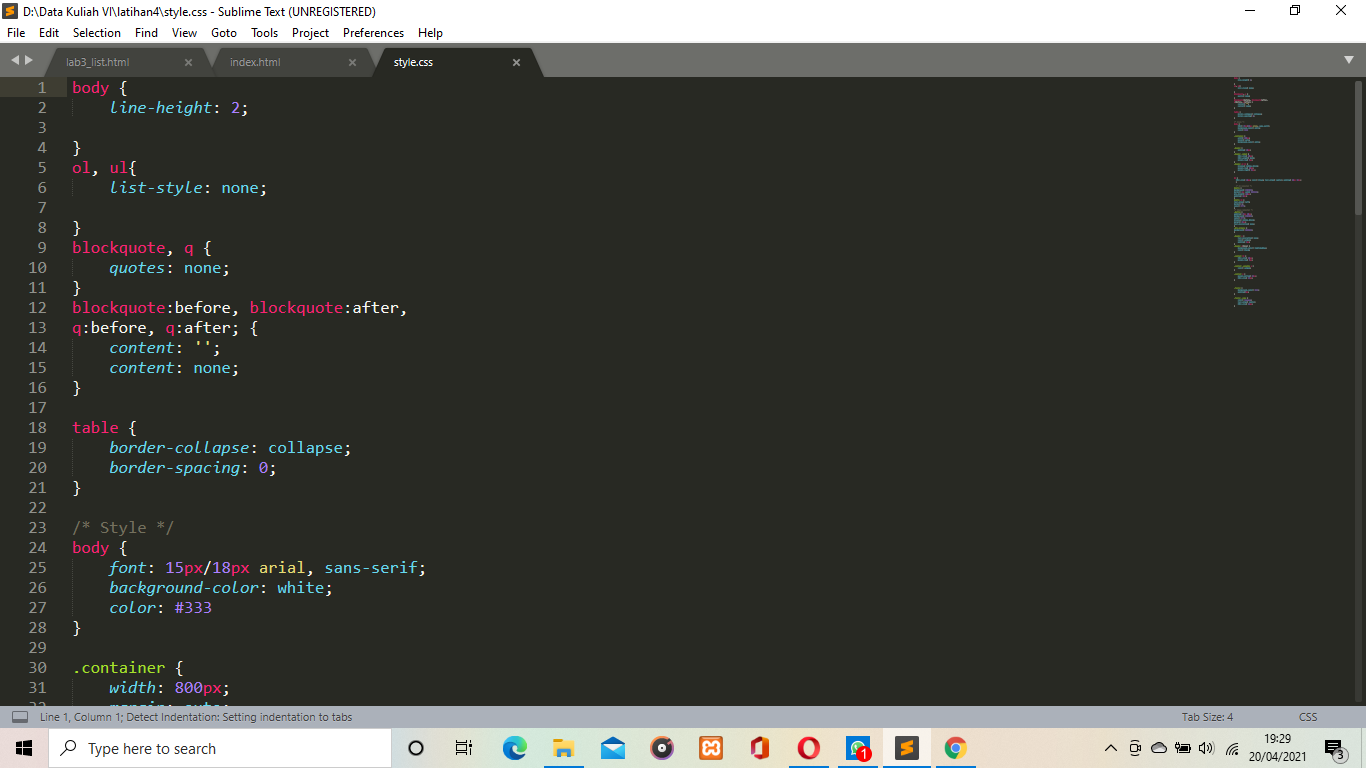 D:\Data Kuliah VI\latihan4\style.css - Sublime Text (UNREGISTERED)
File Edit Selection Find View Goto Tools Project Preferences Help
lab3_list.html index.html style.css
1 body {
2 line-height: 2;
3
4 }
5 ol, ul{
6 list-style: none;
7
8 }
9 blockquote, q {
10 quotes: none;
11 }
12 blockquote:before, blockquote:after,
13 q:before, q:after; {
14 content: '';
15 content: none;
16 }
17
18 table {
19 border-collapse: collapse;
20 border-spacing: 0;
21 }
22
23 /* Style */
24 body {
25 font: 15px/18px arial, sans-serif;
26 background-color: white;
27 color: #333
28 }
29
30 .container {
31 width: 800px;
Line 1, Column 1; Detect Indentation: Setting indentation to tabs Tab Size: 4 CSS
Type here to search 1 19:29
20/04/2021 3